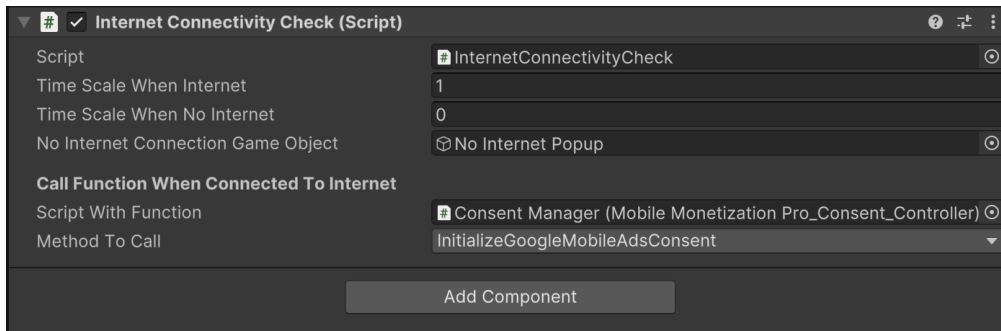 Internet Connectivity Check (Script)
Script InternetConnectivityCheck
Time Scale When Internet 1
Time Scale When No Internet 0
No Internet Connection Game Object No Internet Popup
Call Function When Connected To Internet
Script With Function Consent Manager (Mobile Monetization Pro_Consent_Controller)
Method To Call InitializeGoogleMobileAdsConsent
Add Component